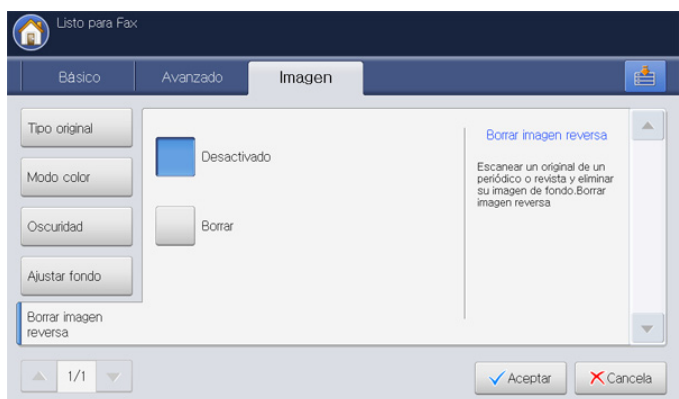 Listo para Fax
Básico
Avanzado
Imagen
Tipo original
Modo color
Oscuridad
Ajustar fondo
Borrar imagen
reversa
Desactivado
Borrar
Borrar imagen reversa
Escanear un original de un
periódico o revista y eliminar
su imagen de fondo.Borrar
imagen reversa
1/1
Aceptar
Cancela